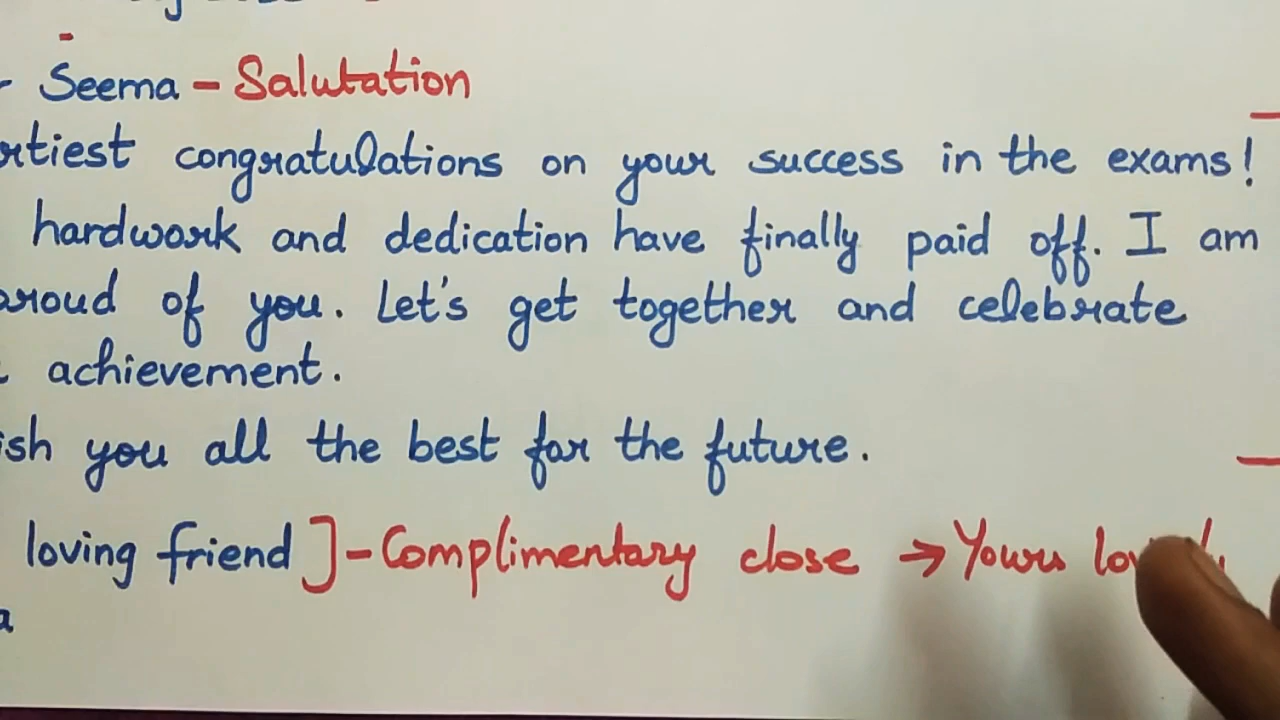 Seema - Salutation
congratulations on your success in the exams!
hardwork and dedication have finally paid off. I am
of you. Let's get together and celebrate
achievement.
you all the best for the future.
loving friend ] - Complimentary close → Yours